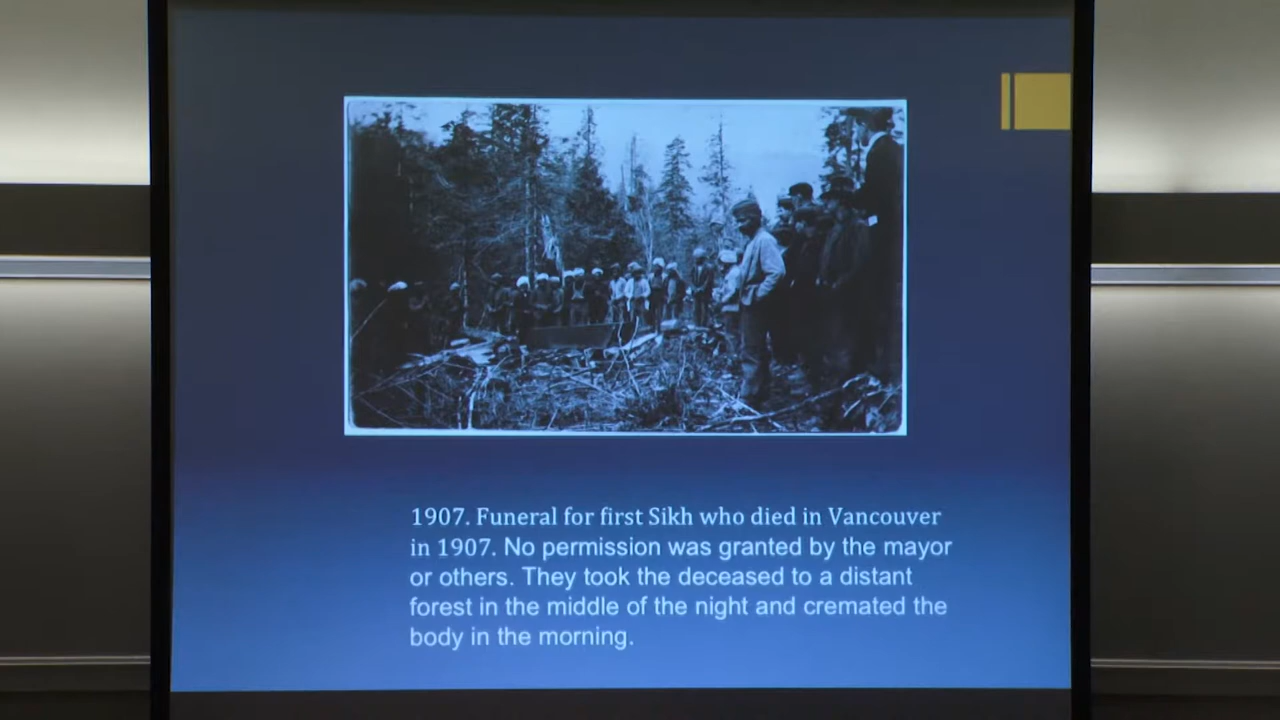 1907. Funeral for first Sikh who died in Vancouver
in 1907. No permission was granted by the mayor
or others. They took the deceased to a distant
forest in the middle of the night and cremated the
body in the morning.